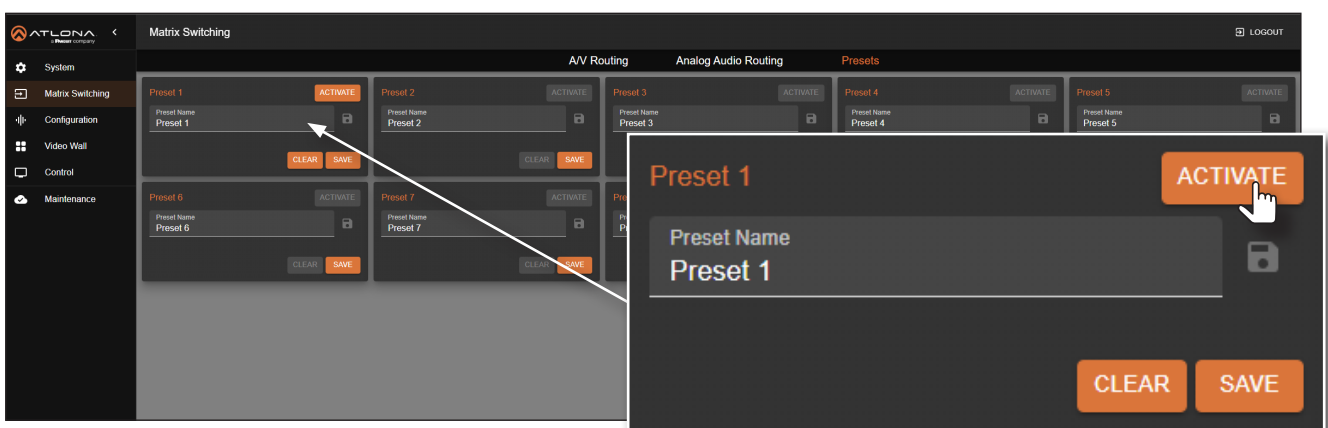 ATLONA
Matrix Switching
LOGOUT
A/V Routing
Analog Audio Routing
Presets
System
Matrix Switching
Configuration
Video Wall
Control
Maintenance
Preset 1
ACTIVATE
Preset Name
Preset 1
CLEAR
SAVE
Preset 2
ACTIVATE
Preset Name
Preset 2
CLEAR
SAVE
Preset 3
ACTIVATE
Preset Name
Preset 3
Preset 4
ACTIVATE
Preset Name
Preset 4
Preset 5
ACTIVATE
Preset Name
Preset 5
Preset 6
ACTIVATE
Preset Name
Preset 6
CLEAR
SAVE
Preset 7
ACTIVATE
Preset Name
Preset 7
CLEAR
SAVE
Preset 1
ACTIVATE
Preset Name
Preset 1
CLEAR
SAVE